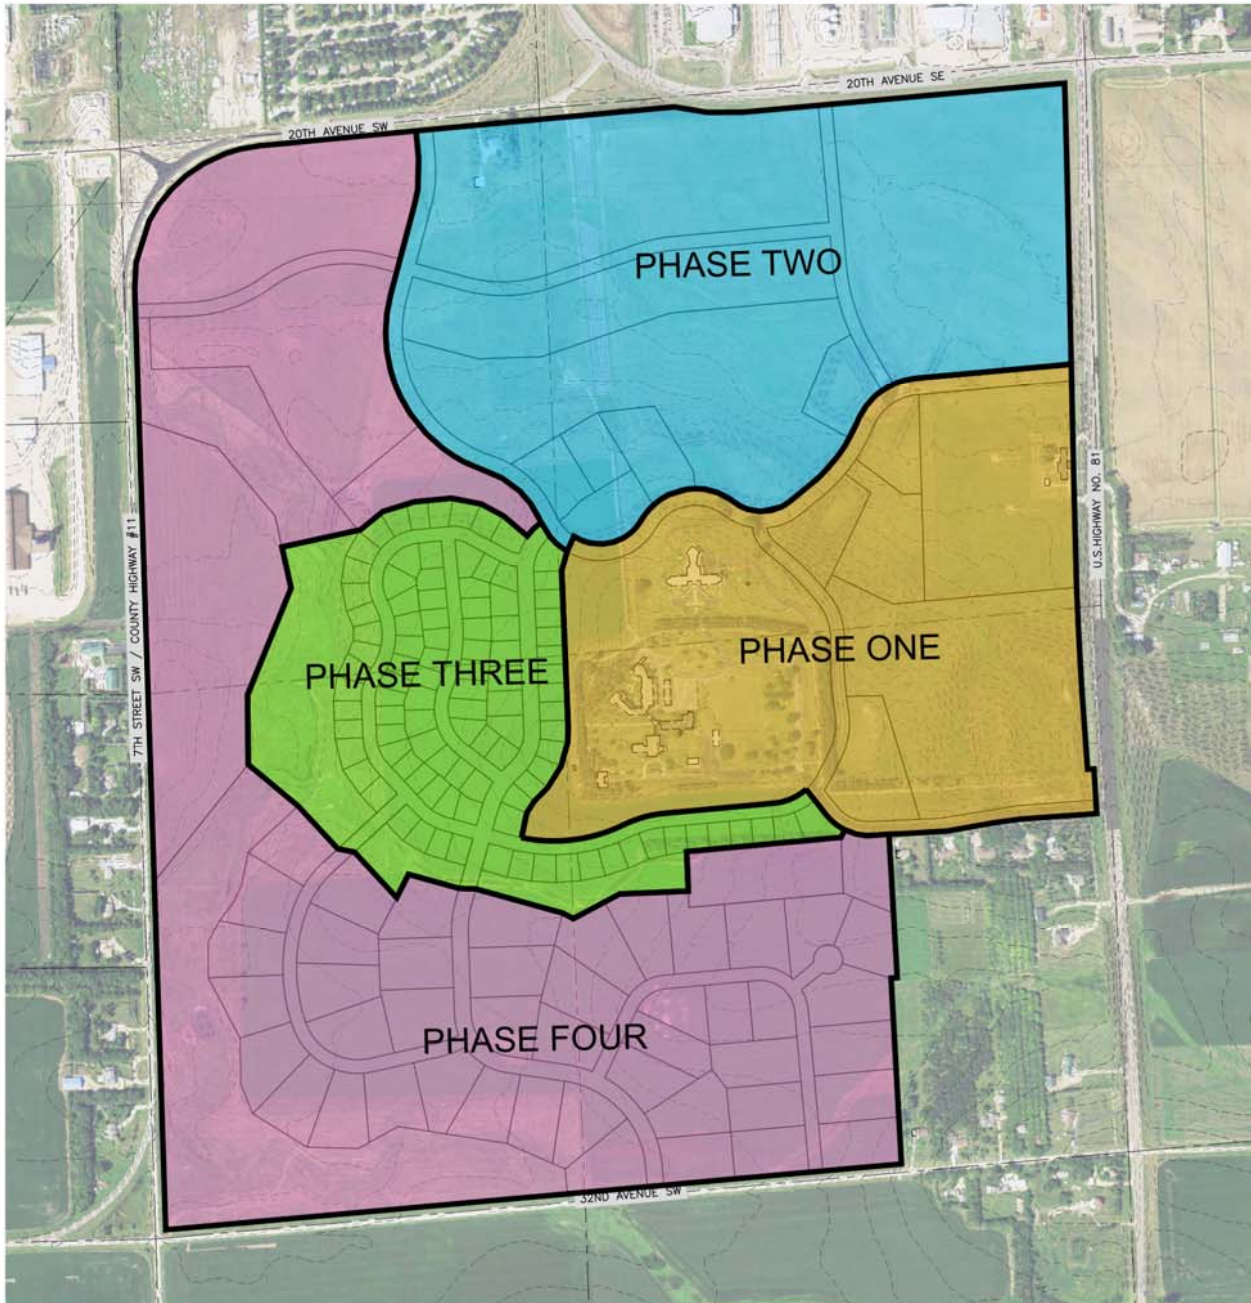 20TH AVENUE SE
20TH AVENUE SW
PHASE TWO
U.S.HIGHWAY NO. 81
7TH STREET SW / COUNTY HIGHWAY #11
PHASE ONE
PHASE THREE
PHASE FOUR
32ND AVENUE SW